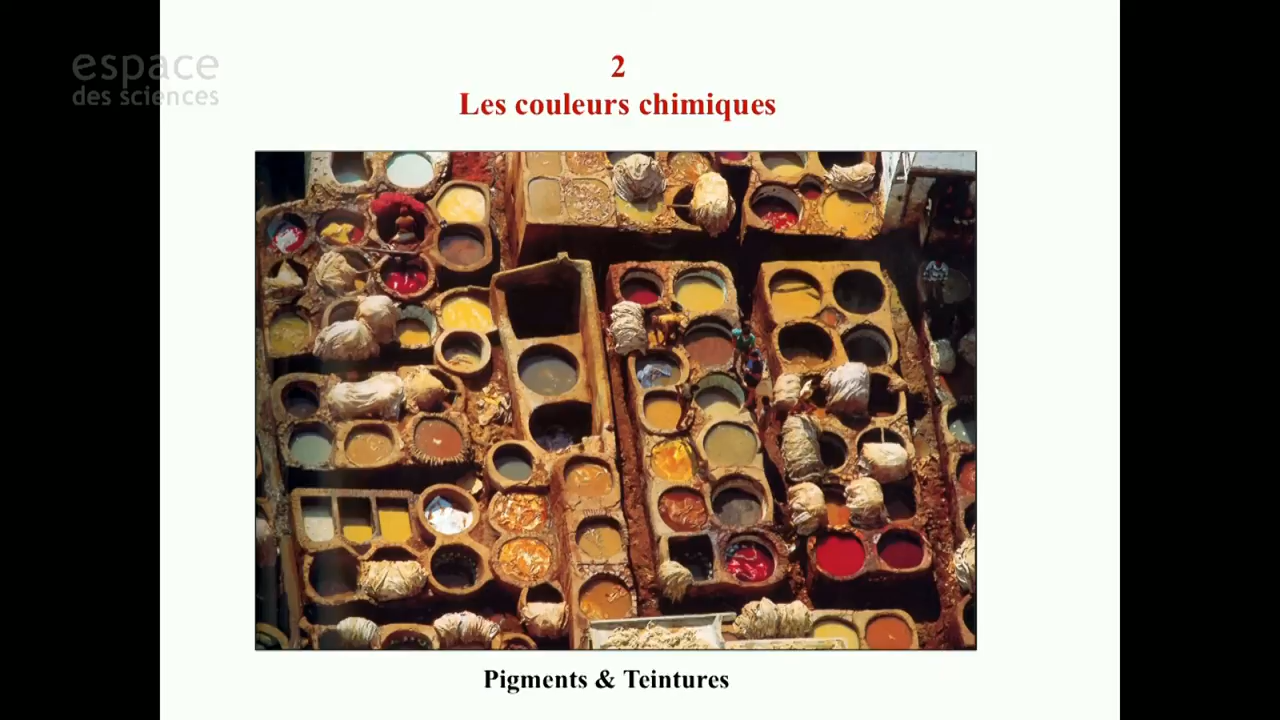 espace
des sciences
2
Les couleurs chimiques
Pigments & Teintures